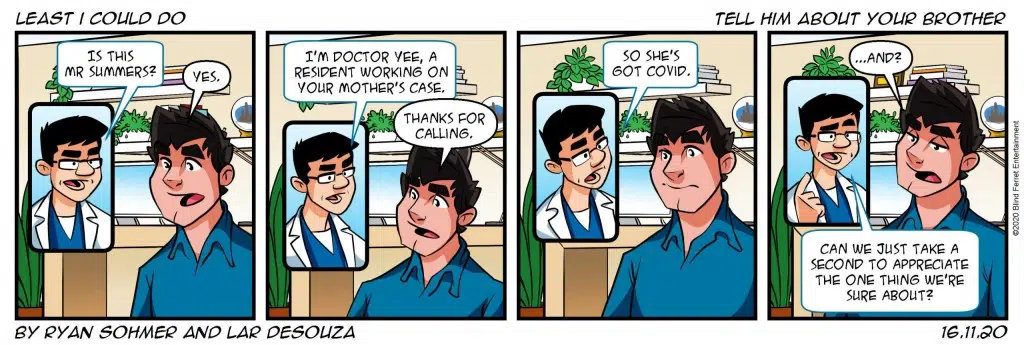 LEAST I COULD DO
TELL HIM ABOUT YOUR BROTHER
IS THIS
MR SUMMERS?
YES.
I'M DOCTOR YEE, A
RESIDENT WORKING ON
YOUR MOTHER'S CASE.
THANKS FOR
CALLING.
SO SHE'S
GOT COVID.
...AND?
CAN WE JUST TAKE A
SECOND TO APPRECIATE
THE ONE THING WE'RE
SURE ABOUT?
©2020 Blind Ferret Entertainment
BY RYAN SOHMER AND LAR DESOUZA
16.11.20